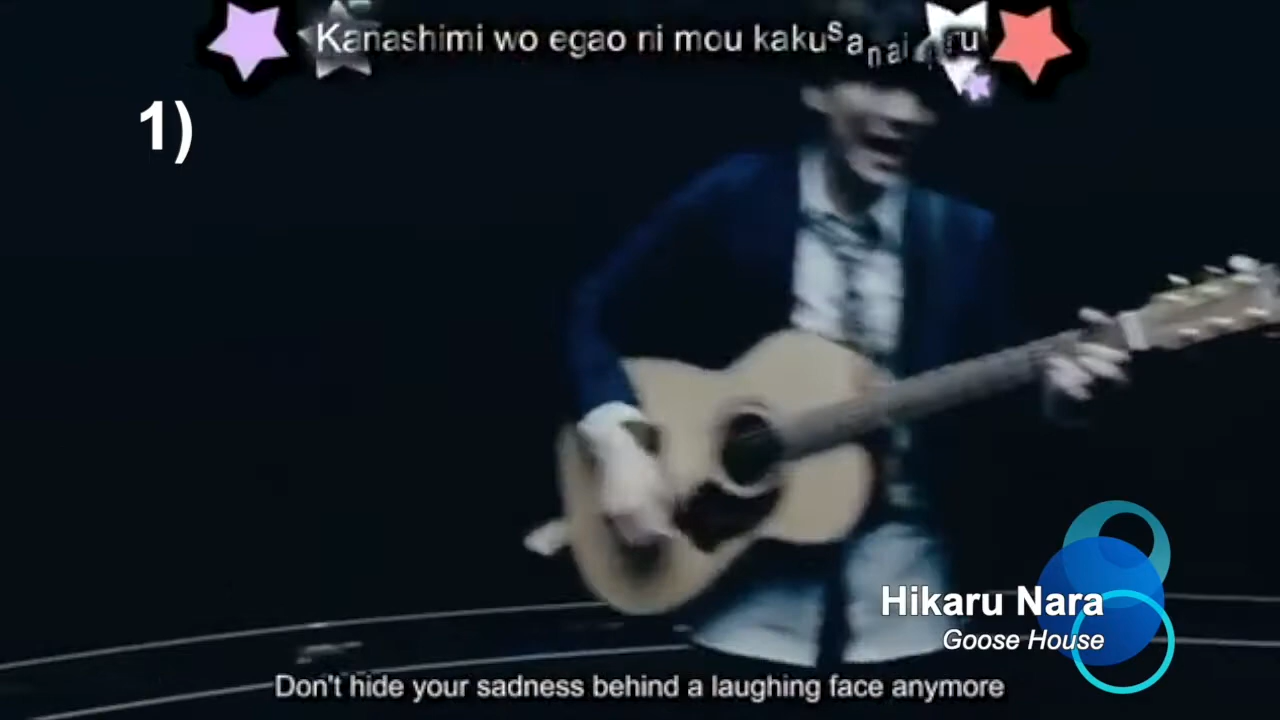 Kanashimi wo egao ni mou kakusanai
1)
Hikaru Nara
Goose House
Don't hide your sadness behind a laughing face anymore